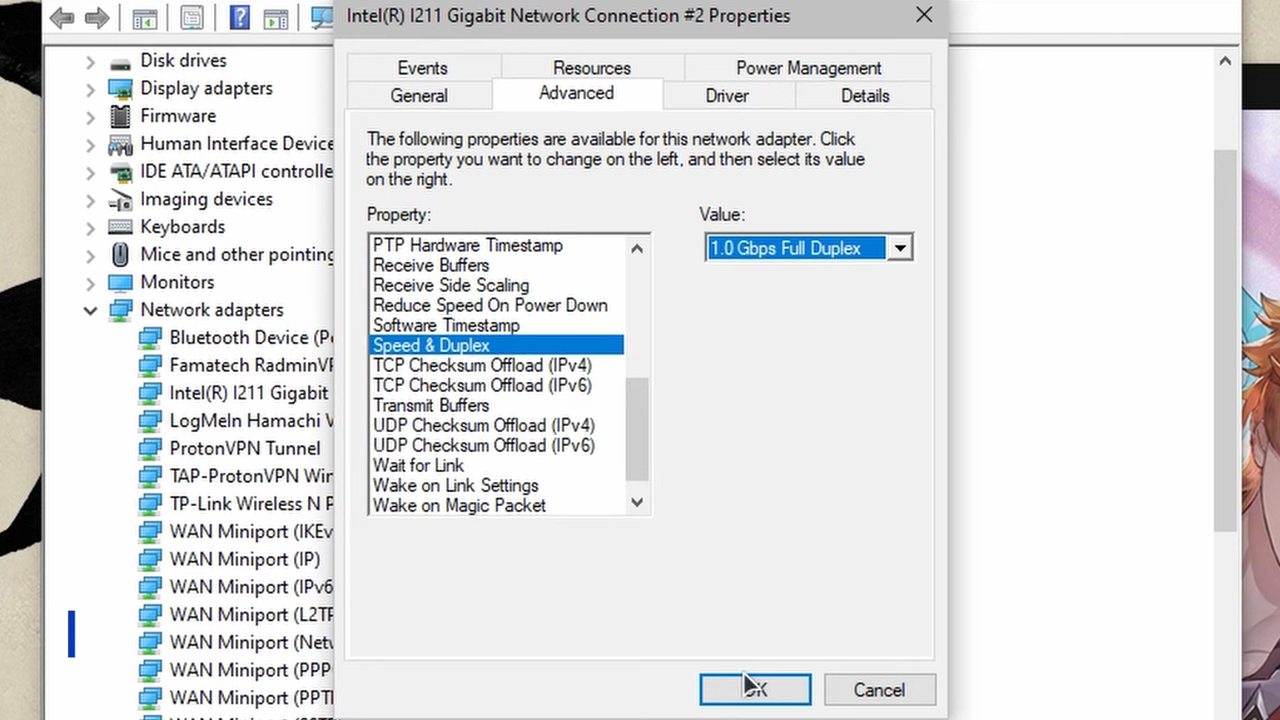 Intel(R) I211 Gigabit Network Connection #2 Properties
Events
Resources
Power Management
General
Advanced
Driver
Details
The following properties are available for this network adapter. Click
the property you want to change on the left, and then select its value
on the right.
Property:
Value:
PTP Hardware Timestamp
Receive Buffers
Receive Side Scaling
Reduce Speed On Power Down
Software Timestamp
Speed & Duplex
TCP Checksum Offload (IPv4)
TCP Checksum Offload (IPv6)
Transmit Buffers
UDP Checksum Offload (IPv4)
UDP Checksum Offload (IPv6)
Wait for Link
Wake on Link Settings
Wake on Magic Packet
1.0 Gbps Full Duplex
OK
Cancel
Disk drives
Display adapters
Firmware
Human Interface Device
IDE ATA/ATAPI controlle
Imaging devices
Keyboards
Mice and other pointing
Monitors
Network adapters
Bluetooth Device (Pe
Famatech RadminVP
Intel(R) I211 Gigabit
LogMeIn Hamachi V
ProtonVPN Tunnel
TAP-ProtonVPN Win
TP-Link Wireless N P
WAN Miniport (IKEv
WAN Miniport (IP)
WAN Miniport (IPv6
WAN Miniport (L2TP
WAN Miniport (Netw
WAN Miniport (PPP
WAN Miniport (PPTP